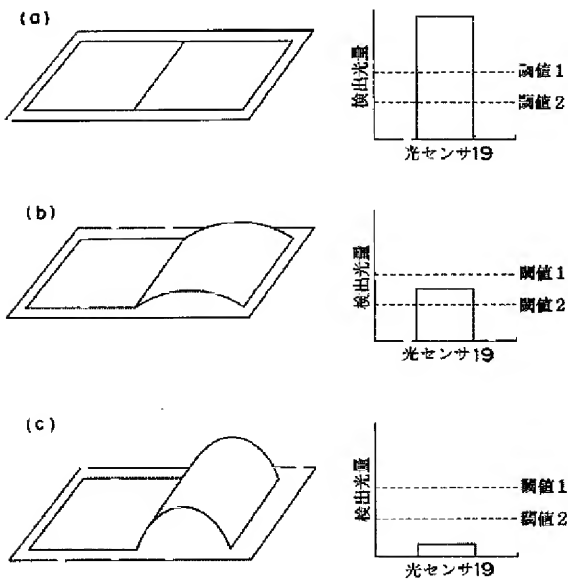 (a)
検出光量
閾値1
閾値2
光センサ19
(b)
検出光量
閾値1
閾値2
光センサ19
(c)
検出光量
閾値1
閾値2
光センサ19